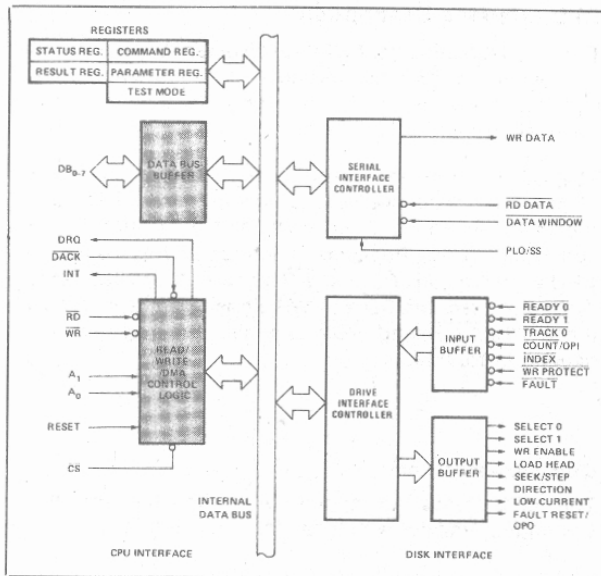 REGISTERS
STATUS REG. COMMAND REG.
RESULT REG. PARAMETER REG.
TEST MODE
DB0-7
DATA BUS
BUFFER
DRQ
DACK
INT
RD
WR
A1
A0
RESET
CS
READ/
WRITE/
DMA
CONTROL
LOGIC
INTERNAL
DATA BUS
CPU INTERFACE
SERIAL
INTERFACE
CONTROLLER
WR DATA
RD DATA
DATA WINDOW
PLO/SS
DRIVE
INTERFACE
CONTROLLER
INPUT
BUFFER
READY 0
READY 1
TRACK 0
COUNT/OPI
INDEX
WR PROTECT
FAULT
OUTPUT
BUFFER
SELECT 0
SELECT 1
WR ENABLE
LOAD HEAD
SEEK/STEP
DIRECTION
LOW CURRENT
FAULT RESET/
OPO
DISK INTERFACE